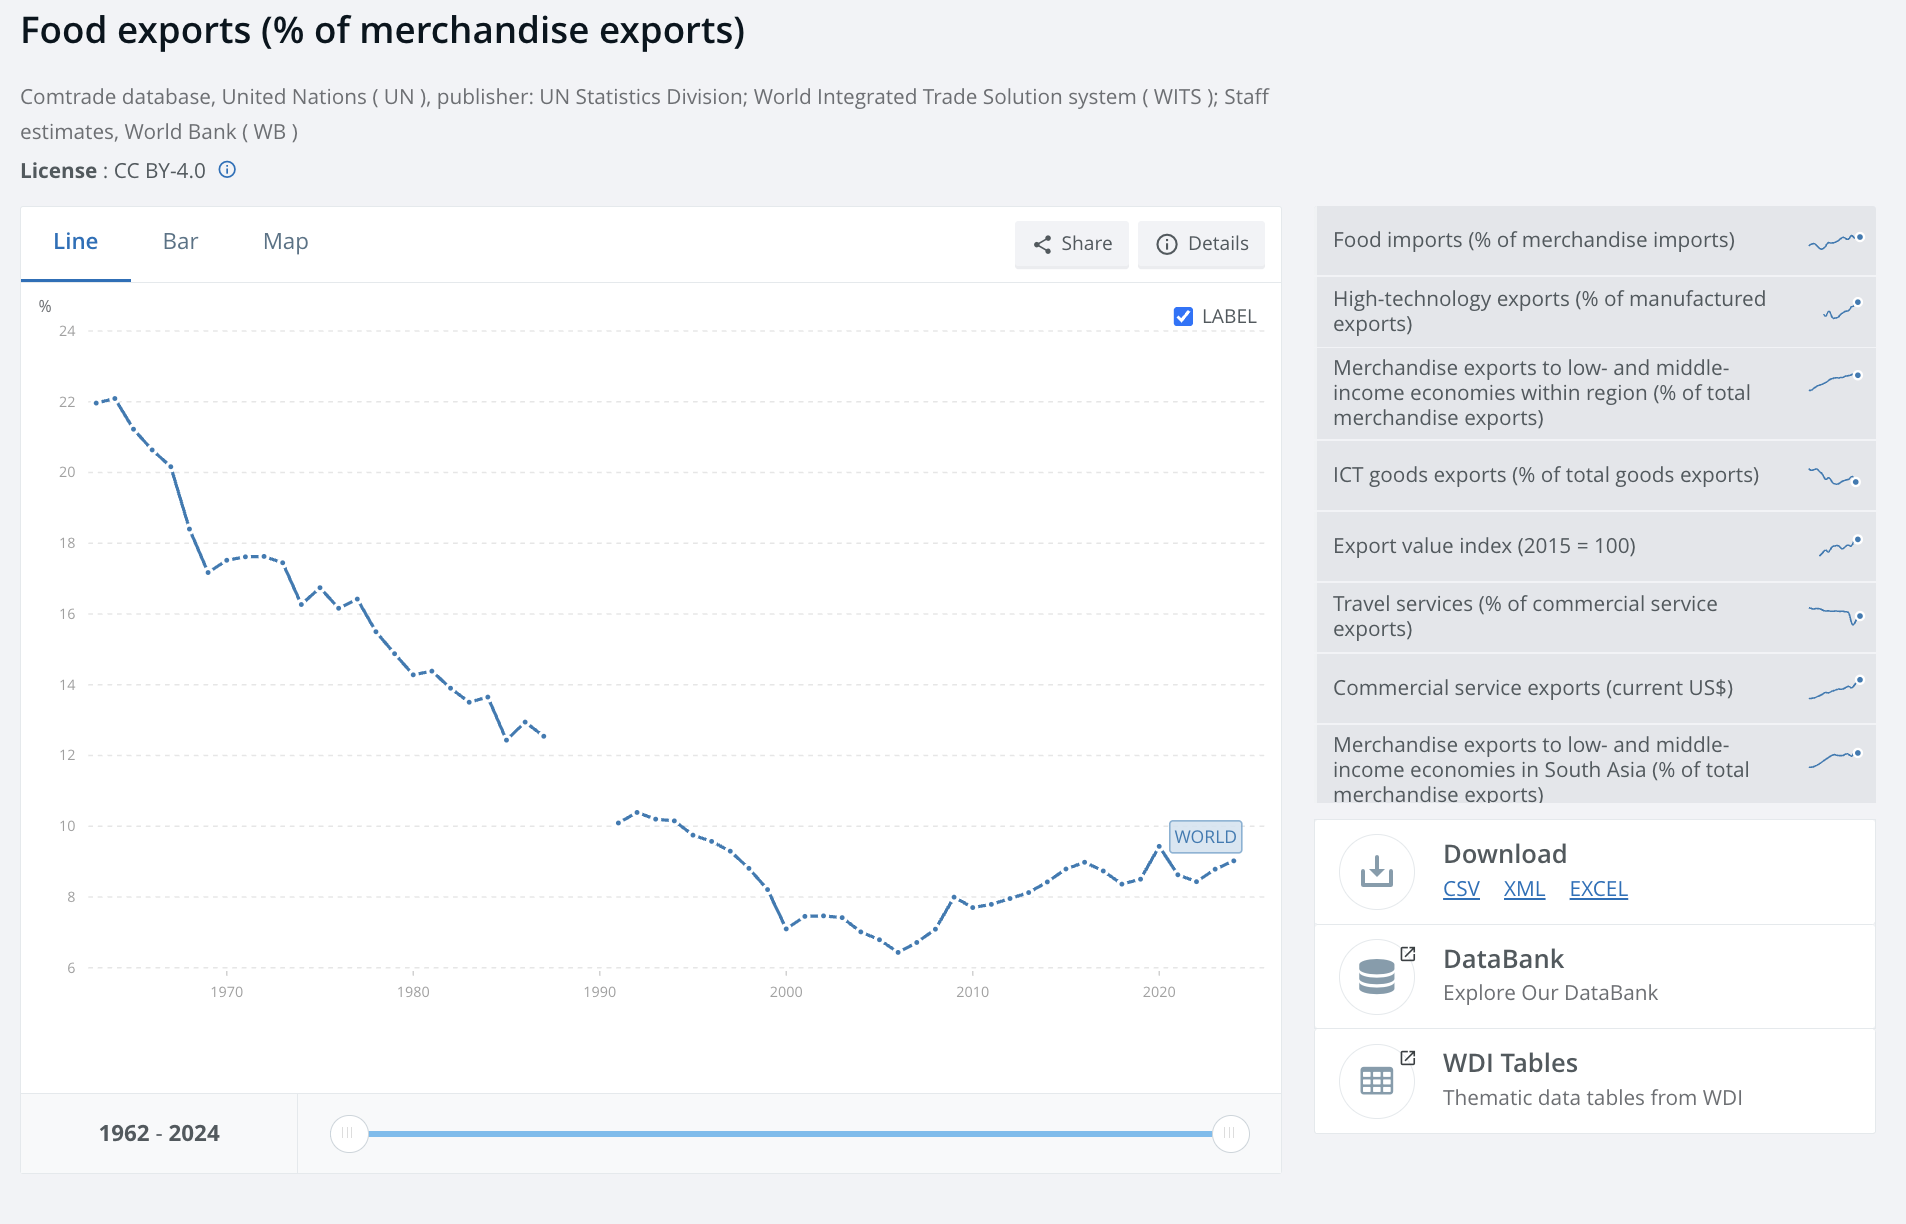 Food exports (% of merchandise exports)
Comtrade database, United Nations ( UN ), publisher: UN Statistics Division; World Integrated Trade Solution system ( WITS ); Staff
estimates, World Bank ( WB )
License : CC BY-4.0
Line
Bar
Map
Share
Details
%
LABEL
24
22
20
18
16
14
12
10
8
6
WORLD
1970
1980
1990
2000
2010
2020
1962 - 2024
Food imports (% of merchandise imports)
High-technology exports (% of manufactured
exports)
Merchandise exports to low- and middle-
income economies within region (% of total
merchandise exports)
ICT goods exports (% of total goods exports)
Export value index (2015 = 100)
Travel services (% of commercial service
exports)
Commercial service exports (current US$)
Merchandise exports to low- and middle-
income economies in South Asia (% of total
merchandise exports)
Download
CSV XML EXCEL
DataBank
Explore Our DataBank
WDI Tables
Thematic data tables from WDI